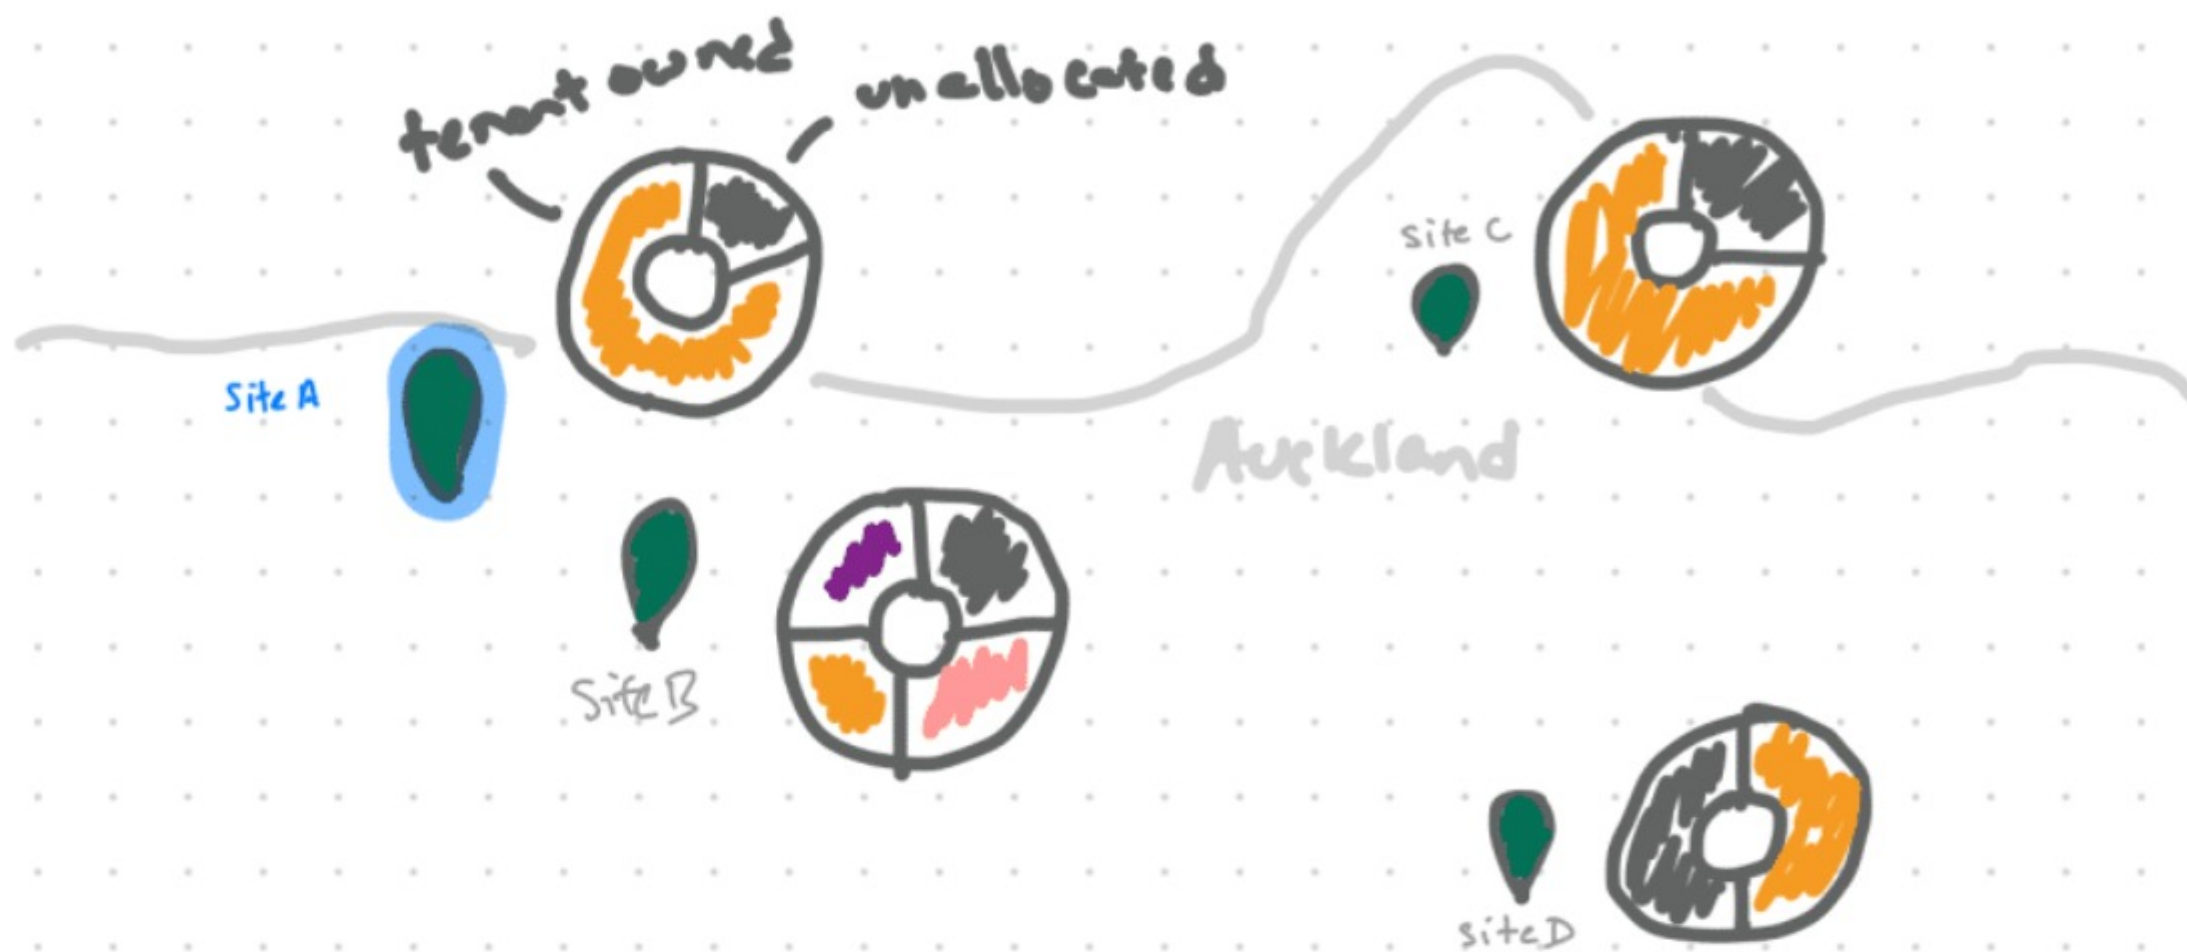 tenant owned
unallocated
Site C
Site A
Auckland
Site B
site D